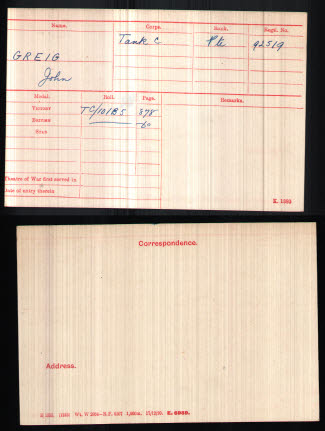 Name. Corps. Rank. Regtl. No.
Tank C Pte 92519
GREIG
John
Medal. Roll. Page. Remarks.
VICTORY TC/101B5 378
BRITISH -do-
STAR
Theatre of War first served in
Date of entry therein
K. 1380
Correspondence.
Address.